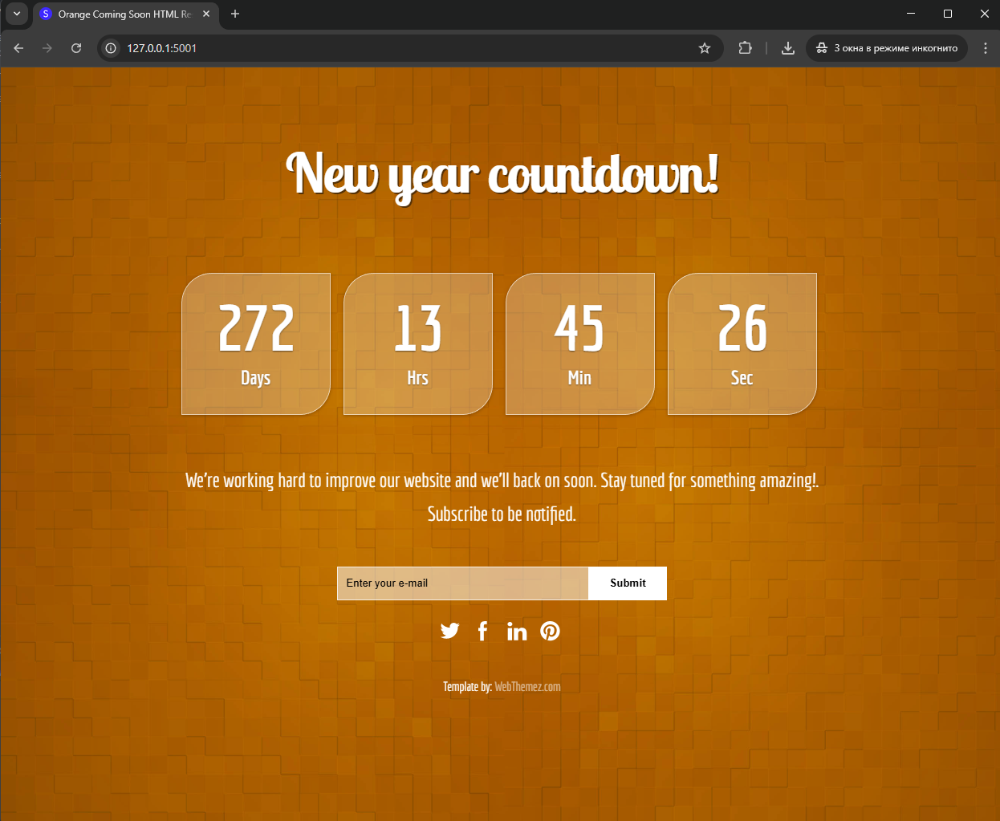 Orange Coming Soon HTML Re
127.0.0.1:5001
3 окна в режиме инкогнито
New year countdown!
272 13 45 26
Days Hrs Min Sec
We're working hard to improve our website and we'll back on soon. Stay tuned for something amazing!.
Subscribe to be notified.
Enter your e-mail Submit
Template by: WebThemez.com